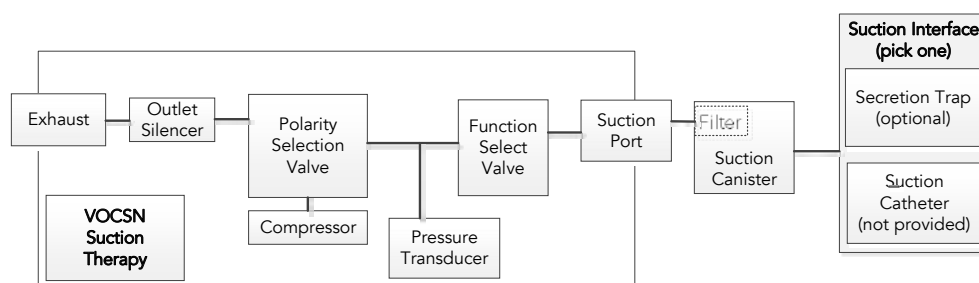 Suction Interface
(pick one)
Exhaust
Outlet
Silencer
Polarity
Selection
Valve
Function
Select
Valve
Suction
Port
Filter
Suction
Canister
Secretion Trap
(optional)
Suction
Catheter
(not provided)
VOCSN
Suction
Therapy
Compressor
Pressure
Transducer